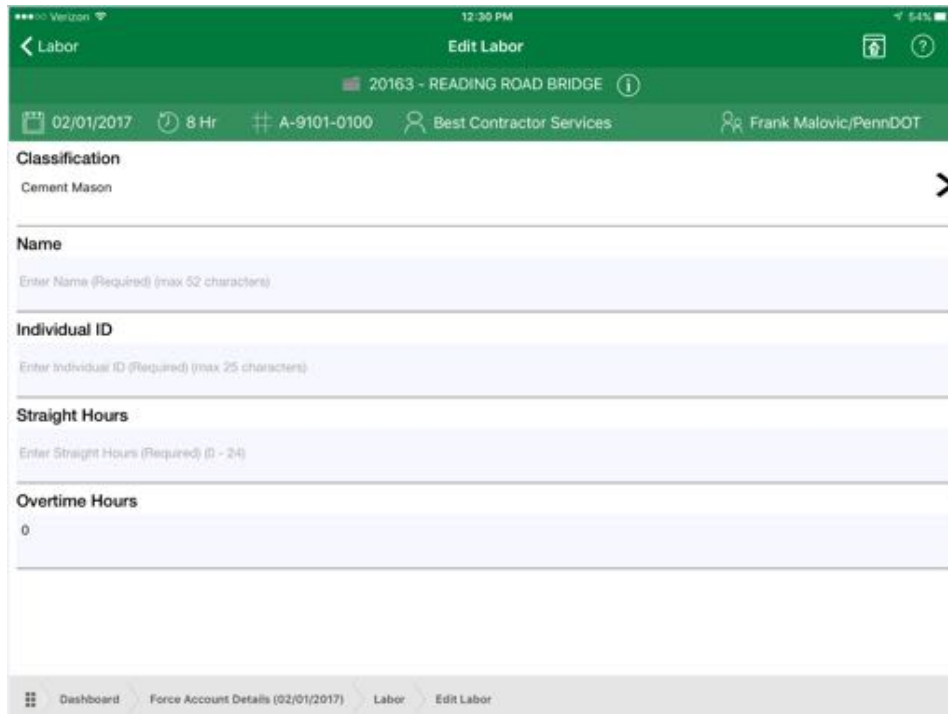 Verizon 12:30 PM 54%
Labor Edit Labor
20163 - READING ROAD BRIDGE
02/01/2017 8 Hr A-9101-0100 Best Contractor Services Frank Malovic/PennDOT
Classification
Cement Mason
Name
Enter Name (Required) (max 52 characters)
Individual ID
Enter Individual ID (Required) (max 25 characters)
Straight Hours
Enter Straight Hours (Required) (0 - 24)
Overtime Hours
0
Dashboard Force Account Details (02/01/2017) Labor Edit Labor